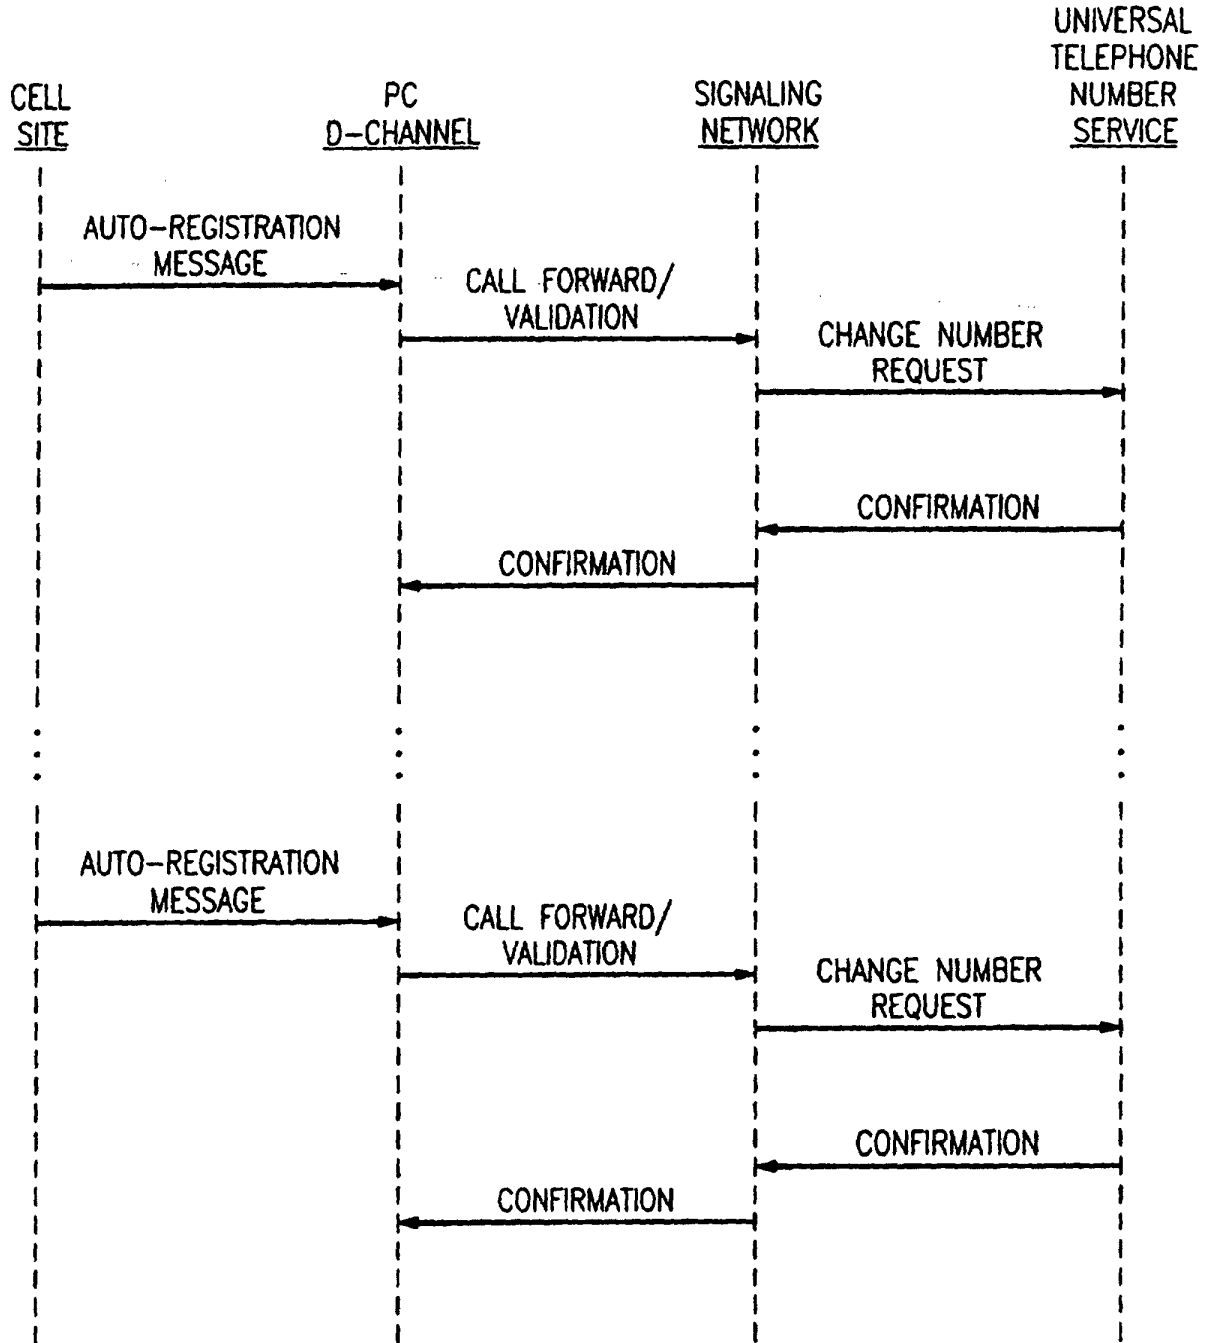 CELL
SITE
PC
D-CHANNEL
SIGNALING
NETWORK
UNIVERSAL
TELEPHONE
NUMBER
SERVICE
AUTO-REGISTRATION
MESSAGE
CALL FORWARD/
VALIDATION
CHANGE NUMBER
REQUEST
CONFIRMATION
CONFIRMATION
AUTO-REGISTRATION
MESSAGE
CALL FORWARD/
VALIDATION
CHANGE NUMBER
REQUEST
CONFIRMATION
CONFIRMATION